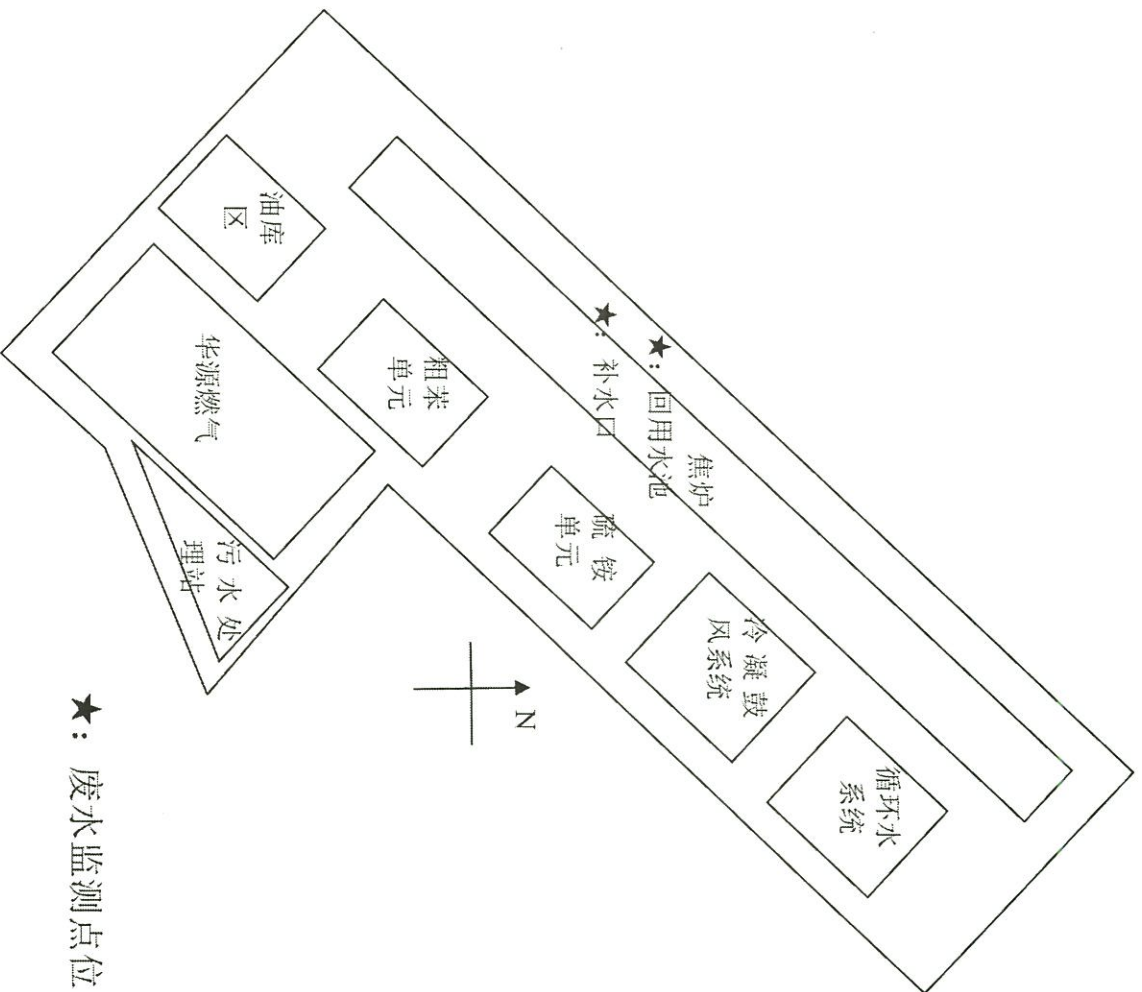 循环水
系统
冷凝鼓
风系统
焦炉
★：回用水池
★：补水口
硫铵
单元
N
粗苯
单元
油库
区
华源燃气
污水处
理站
★：废水监测点位